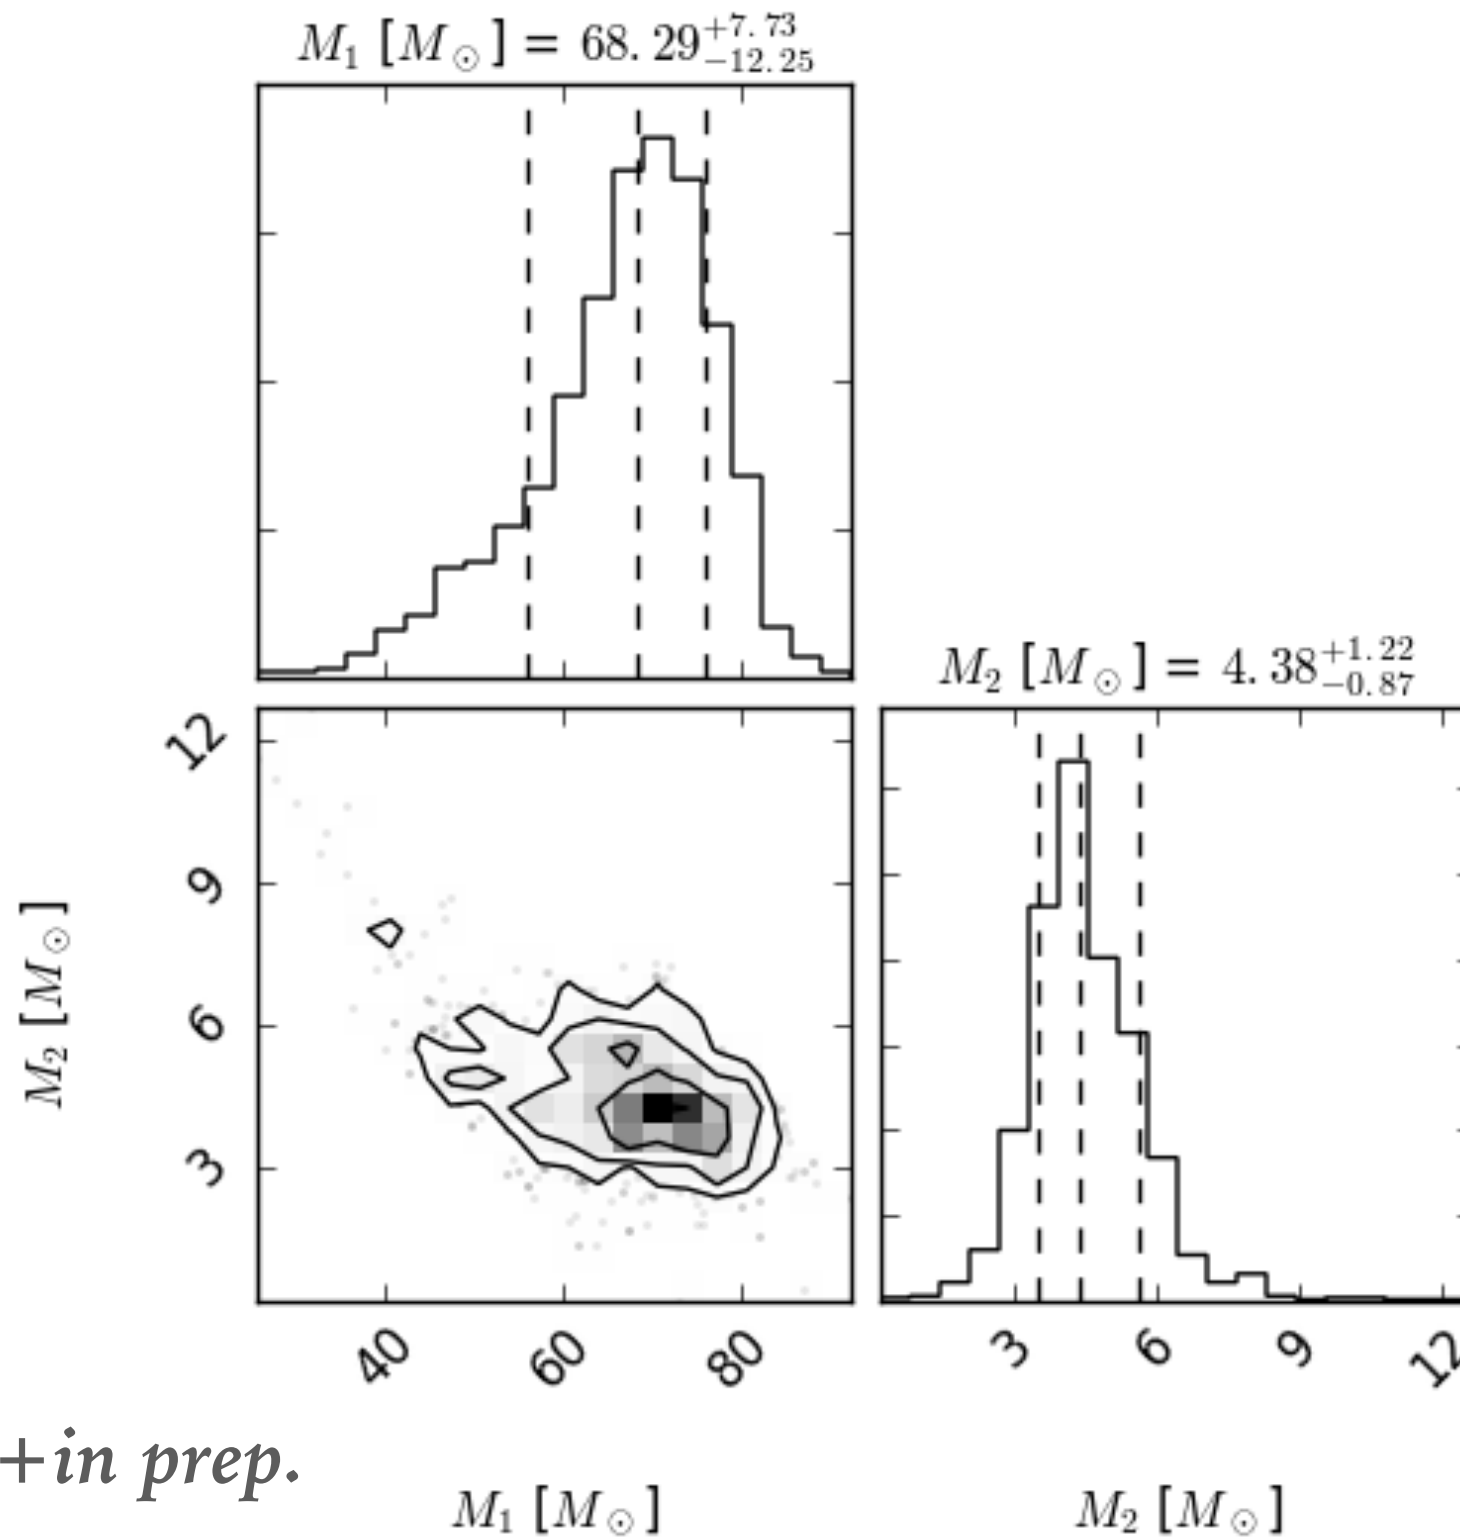 M₁ [M⊙] = 68.29 +7.73 −12.25
M₂ [M⊙] = 4.38 +1.22 −0.87
12
9
6
3
M₂ [M⊙]
40 60 80
3 6 9 12
+in prep.
M₁ [M⊙]
M₂ [M⊙]